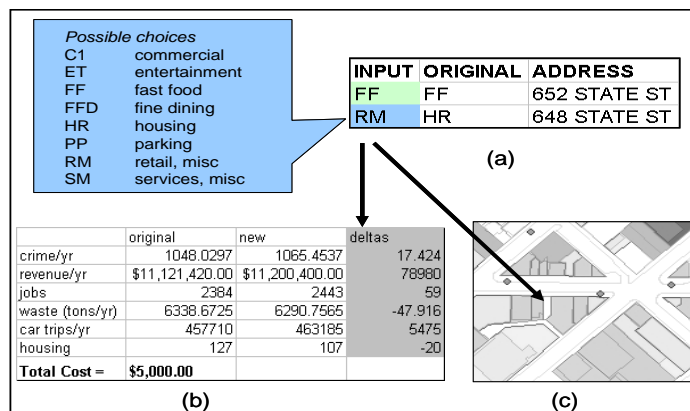 Possible choices
C1 commercial
ET entertainment
FF fast food
FFD fine dining
HR housing
PP parking
RM retail, misc
SM services, misc
INPUT ORIGINAL ADDRESS
FF FF 652 STATE ST
RM HR 648 STATE ST
(a)
original new deltas
crime/yr 1048.0297 1065.4537 17.424
revenue/yr $11,121,420.00 $11,200,400.00 78980
jobs 2384 2443 59
waste (tons/yr) 6338.6725 6290.7565 -47.916
car trips/yr 457710 463185 5475
housing 127 107 -20
Total Cost = $5,000.00
(b)
(c)